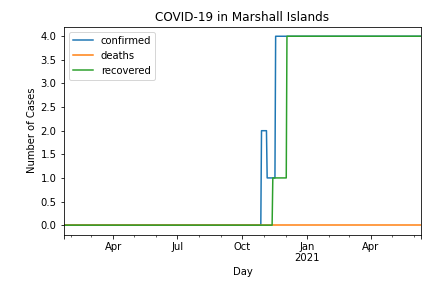 COVID-19 in Marshall Islands
confirmed
deaths
recovered
Number of Cases
4.0
3.5
3.0
2.5
2.0
1.5
1.0
0.5
0.0
Apr Jul Oct Jan Apr
2021
Day